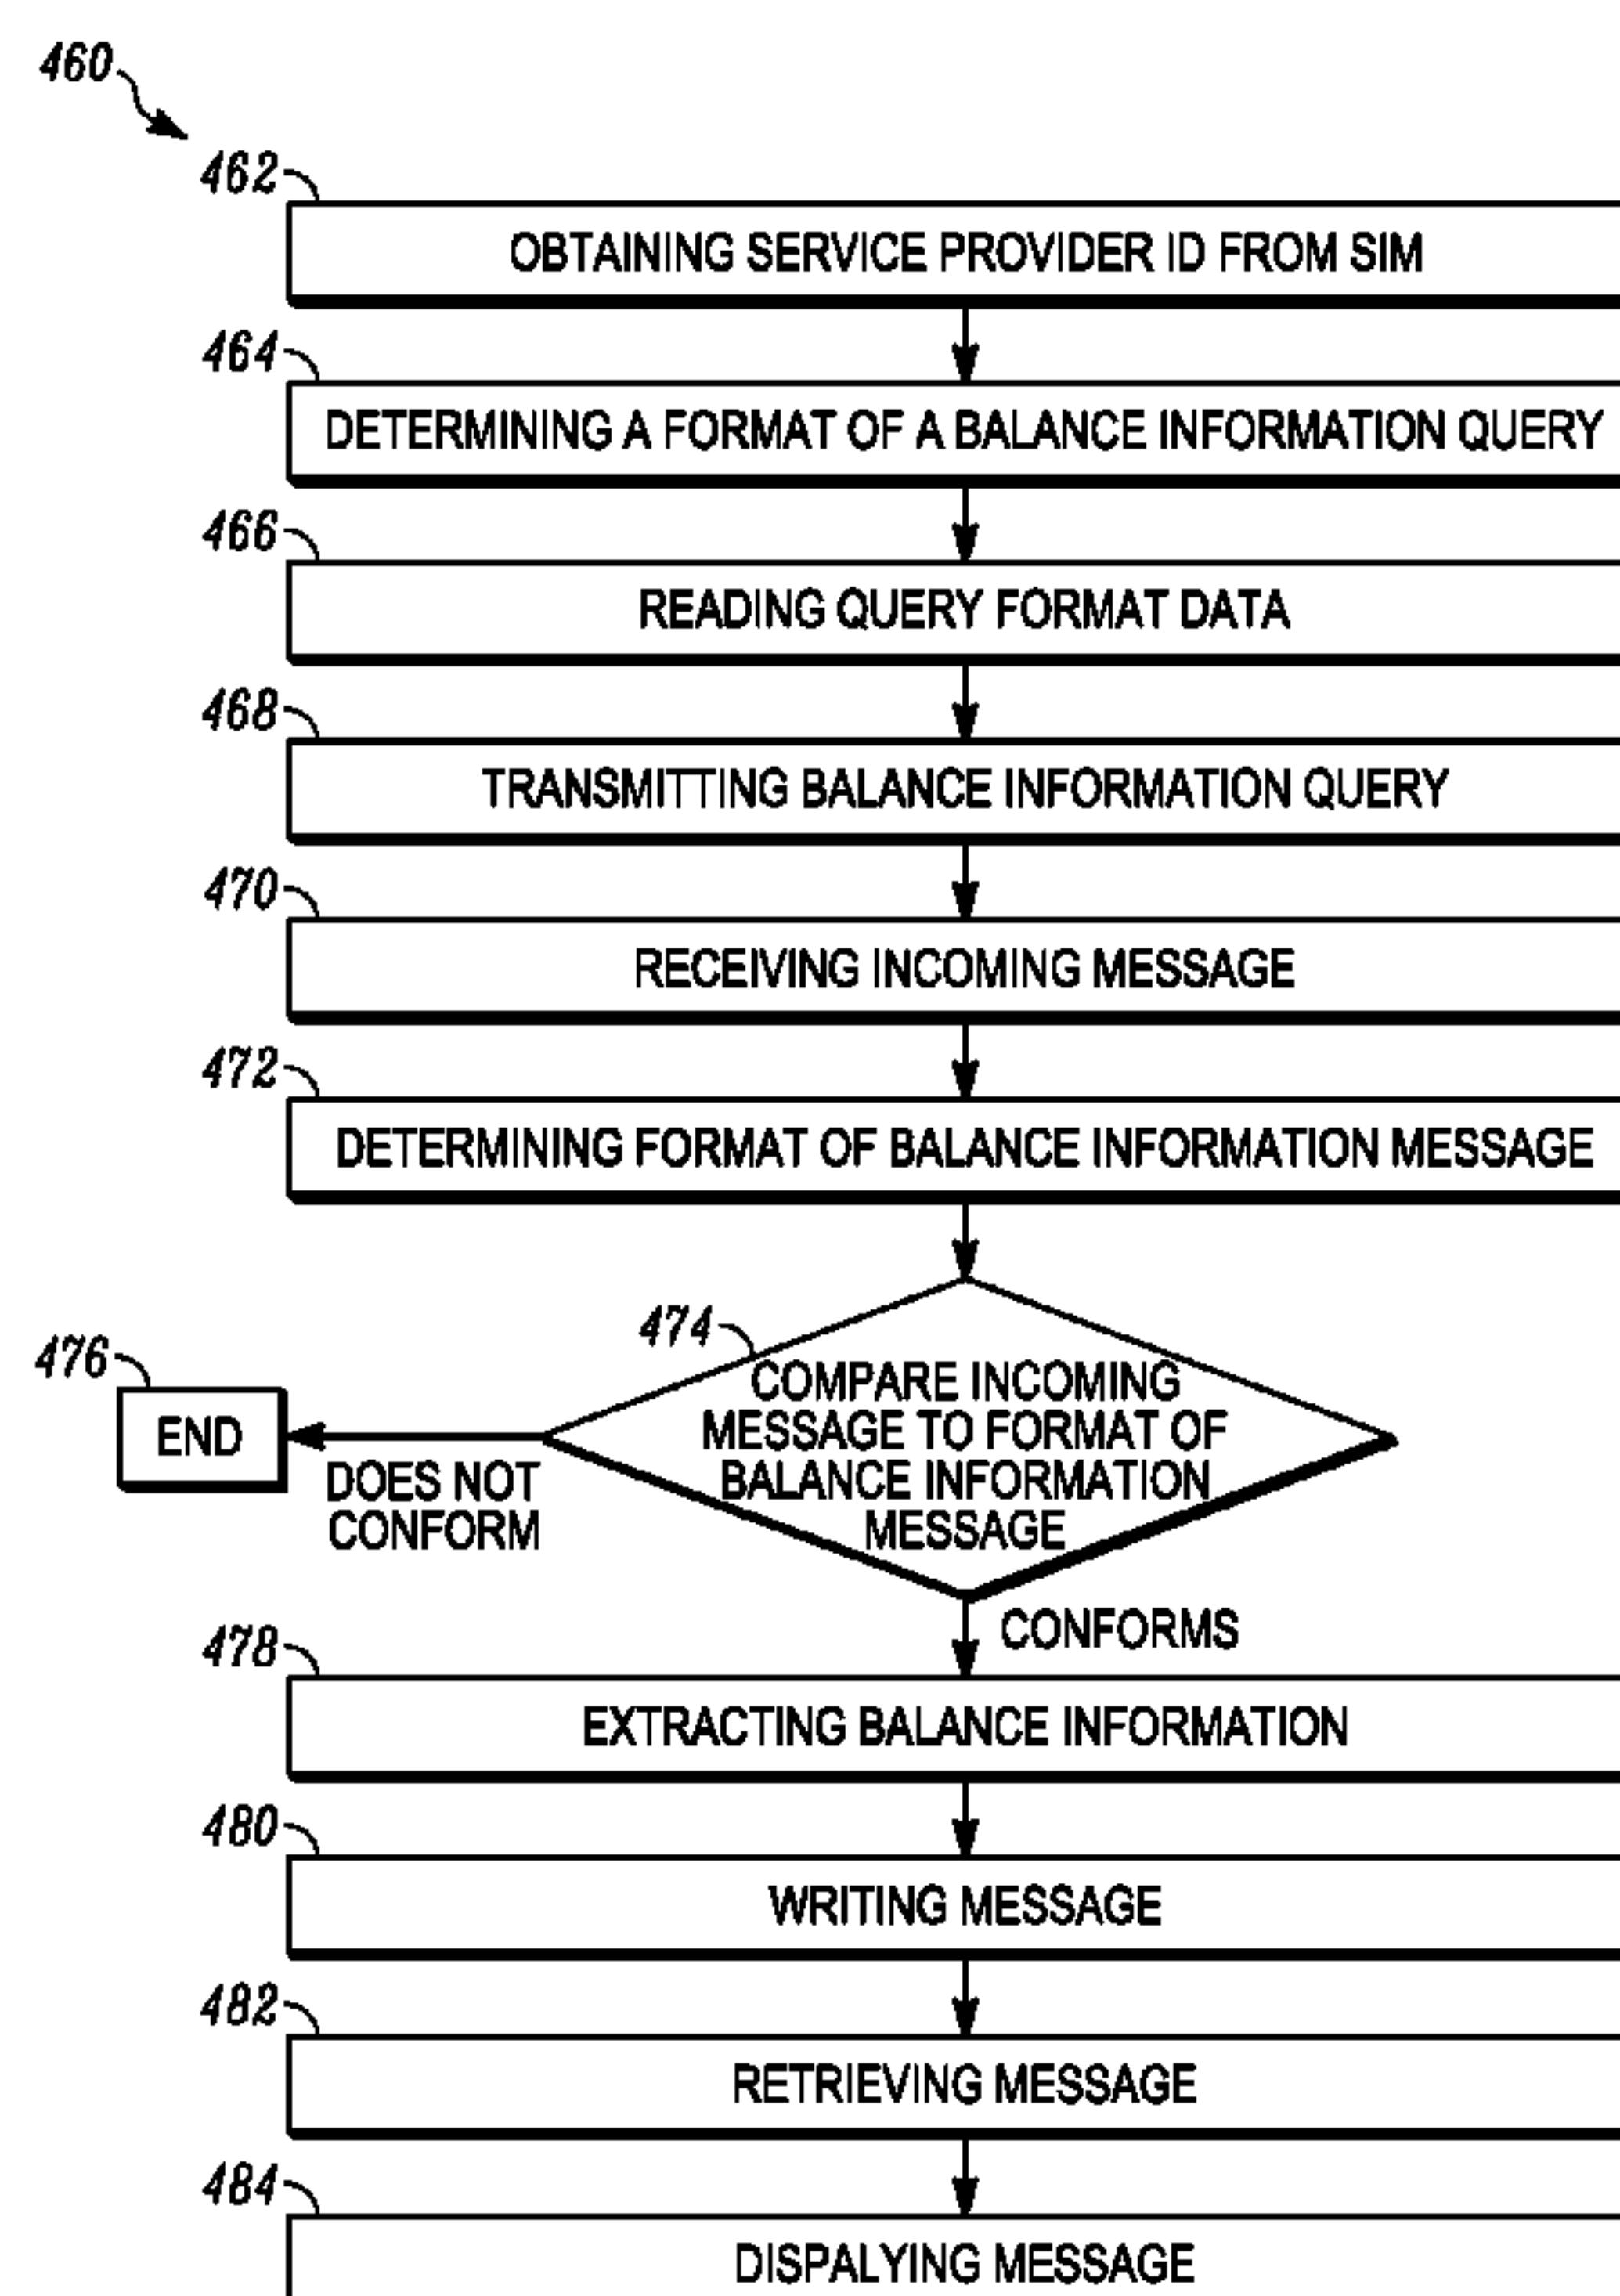 460
462
OBTAINING SERVICE PROVIDER ID FROM SIM
464
DETERMINING A FORMAT OF A BALANCE INFORMATION QUERY
466
READING QUERY FORMAT DATA
468
TRANSMITTING BALANCE INFORMATION QUERY
470
RECEIVING INCOMING MESSAGE
472
DETERMINING FORMAT OF BALANCE INFORMATION MESSAGE
474
COMPARE INCOMING
MESSAGE TO FORMAT OF
BALANCE INFORMATION
MESSAGE
476
END
DOES NOT
CONFORM
CONFORMS
478
EXTRACTING BALANCE INFORMATION
480
WRITING MESSAGE
482
RETRIEVING MESSAGE
484
DISPALYING MESSAGE